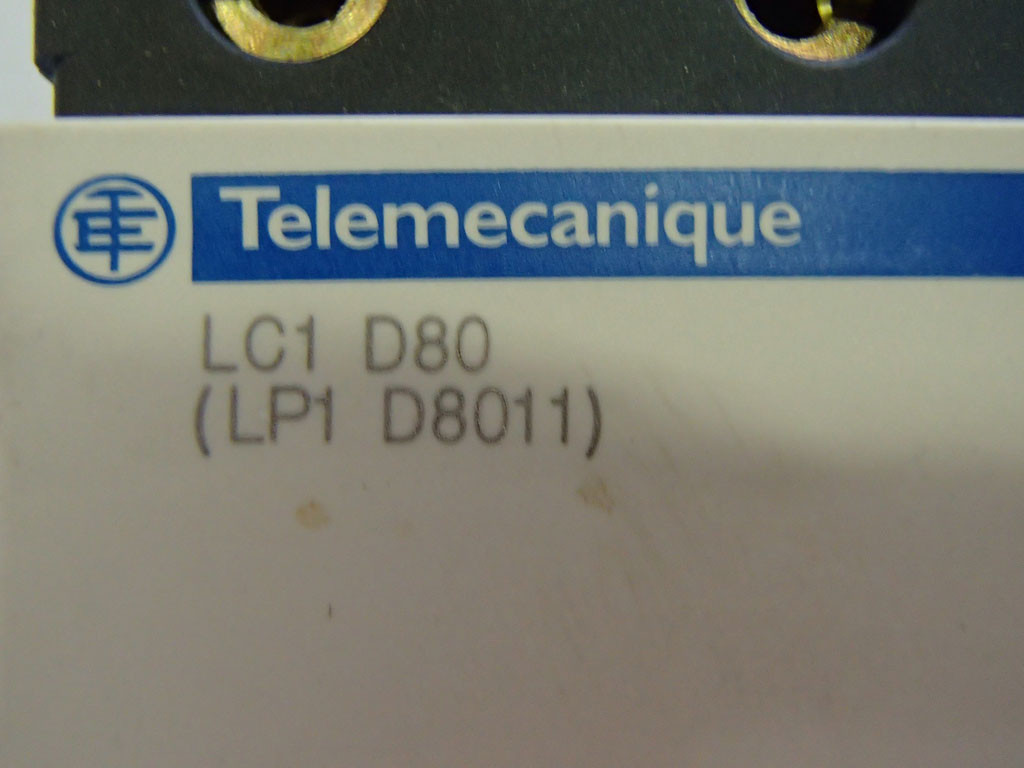 Telemecanique
LC1 D80
(LP1 D8011)